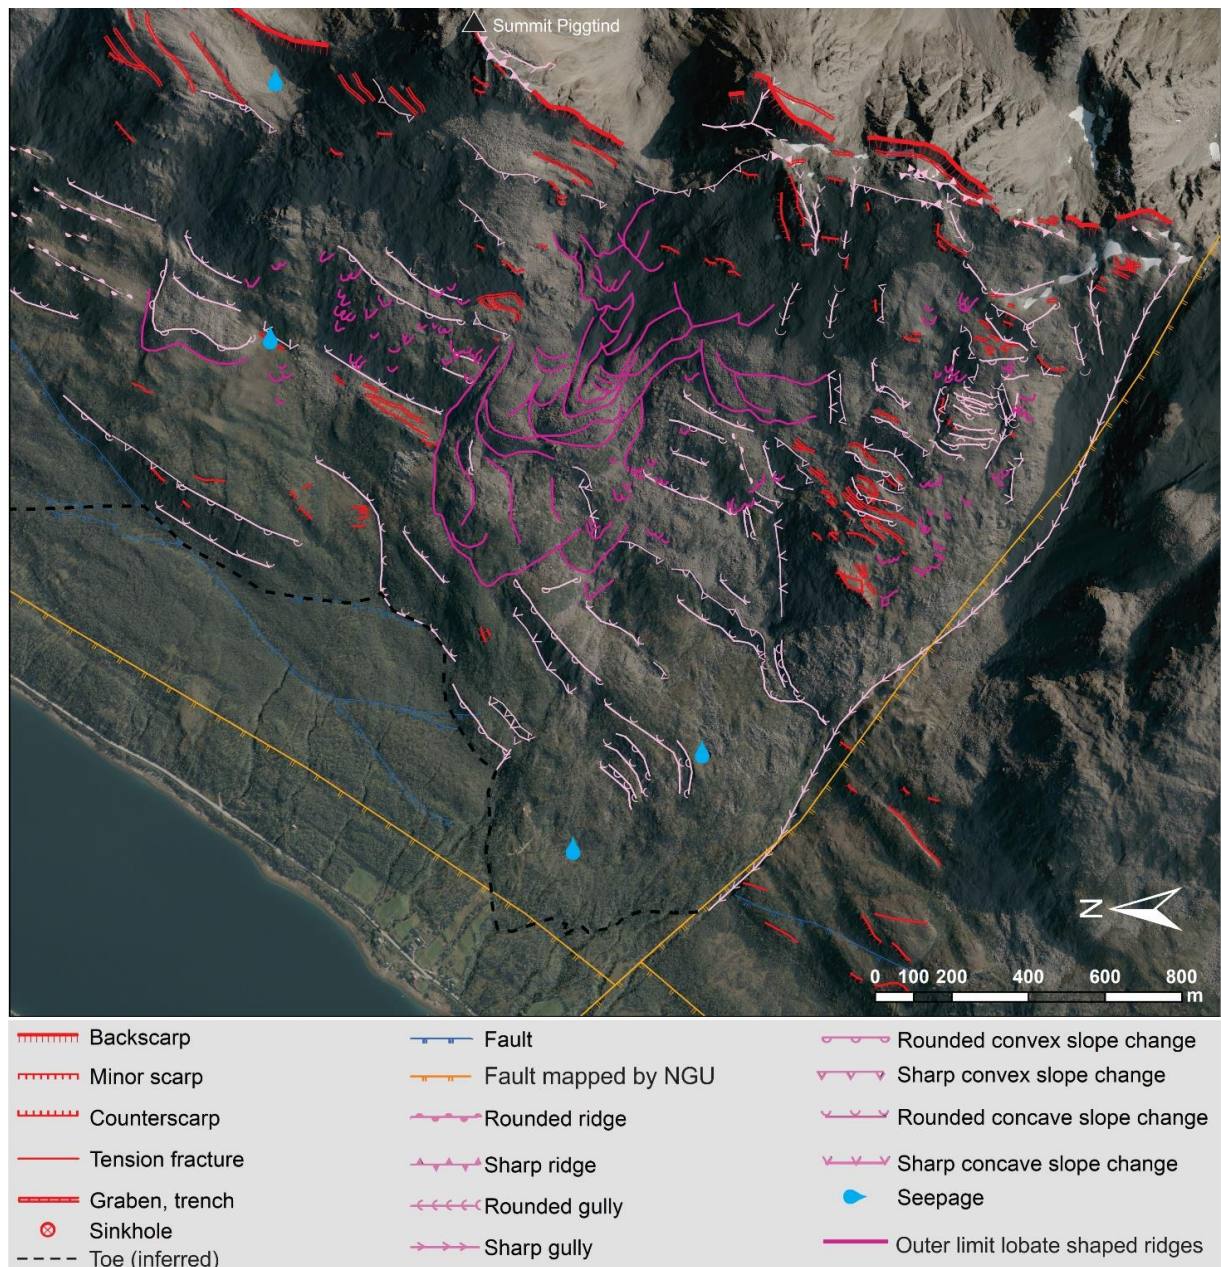 Summit Piggtind
N
0 100 200 400 600 800
m
Backscarp
Minor scarp
Counterscarp
Tension fracture
Graben, trench
Sinkhole
Toe (inferred)
Fault
Fault mapped by NGU
Rounded ridge
Sharp ridge
Rounded gully
Sharp gully
Rounded convex slope change
Sharp convex slope change
Rounded concave slope change
Sharp concave slope change
Seepage
Outer limit lobate shaped ridges